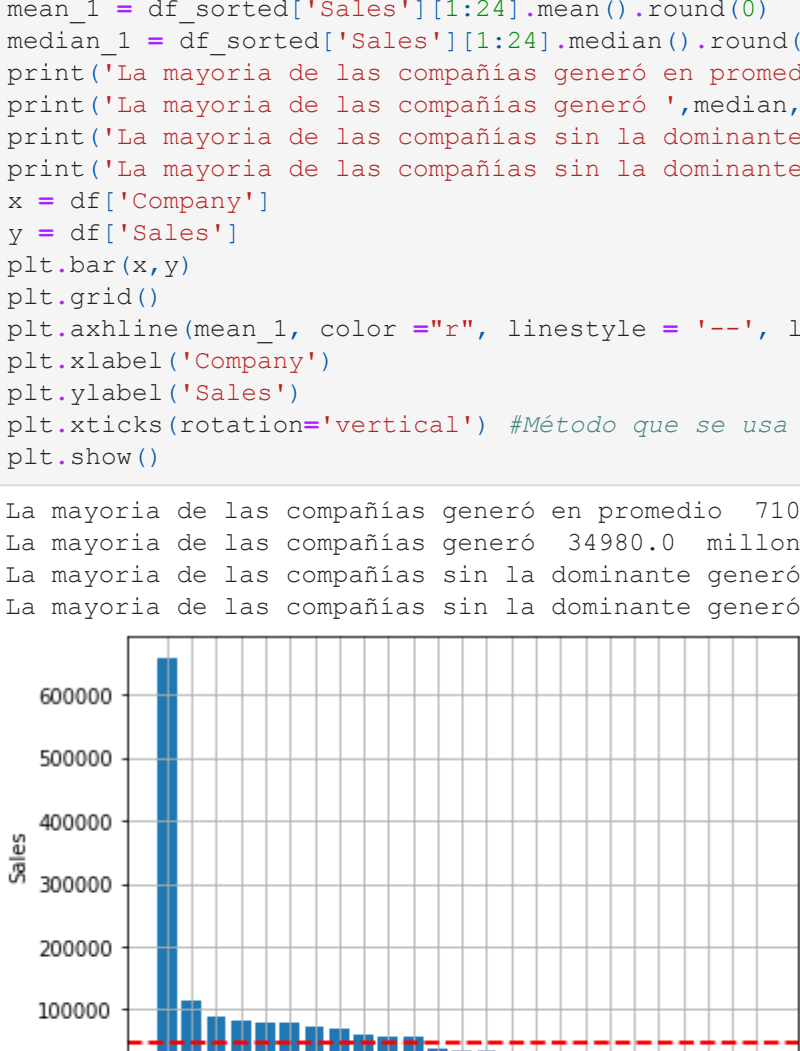 mean_1 = df_sorted['Sales'][1:24].mean().round(0)
median_1 = df_sorted['Sales'][1:24].median().round(
print('La mayoria de las compañías generó en promed
print('La mayoria de las compañías generó ',median,
print('La mayoria de las compañías sin la dominante
print('La mayoria de las compañías sin la dominante
x = df['Company']
y = df['Sales']
plt.bar(x,y)
plt.grid()
plt.axhline(mean_1, color ="r", linestyle = '--', l
plt.xlabel('Company')
plt.ylabel('Sales')
plt.xticks(rotation='vertical') #Método que se usa
plt.show()
La mayoria de las compañías generó en promedio  710
La mayoria de las compañías generó  34980.0  millon
La mayoria de las compañías sin la dominante generó
La mayoria de las compañías sin la dominante generó
600000
500000
400000
Sales
300000
200000
100000